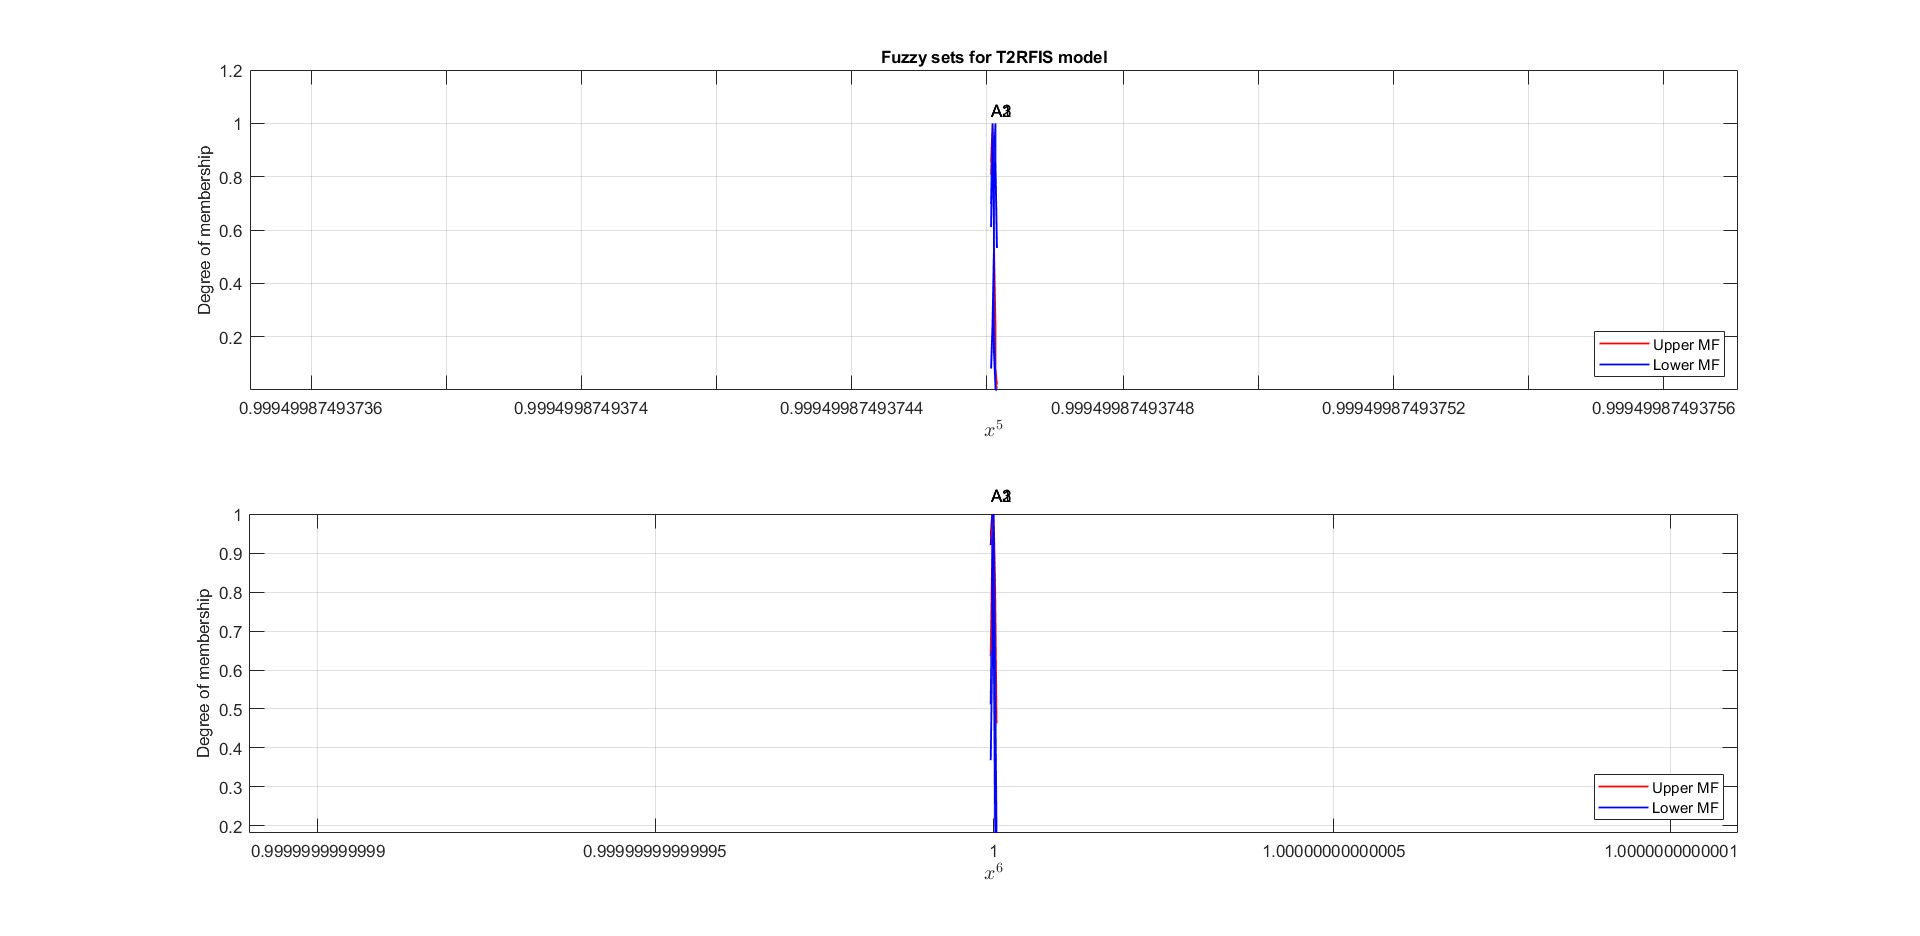 Fuzzy sets for T2RFIS model
1.2
1
0.8
0.6
0.4
0.2
Degree of membership
Upper MF
Lower MF
0.99949987493736 0.9994998749374 0.99949987493744 0.99949987493748 0.99949987493752 0.99949987493756
x^5
1
0.9
0.8
0.7
0.6
0.5
0.4
0.3
0.2
Degree of membership
Upper MF
Lower MF
0.9999999999999 0.99999999999995 1 1.00000000000005 1.0000000000001
x^6